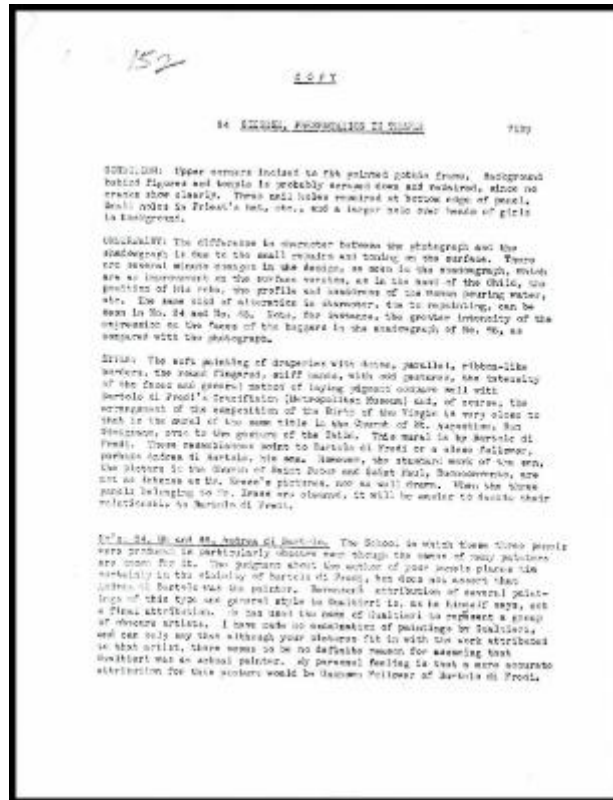 152
COPY
54 SIENESE, PRESENTATION IN TEMPLE
CONDITION: Upper corners incised to fit pointed gothic frame. Background
behind figures and temple is probably scraped down and repaired, since no
cracks show clearly. Three nail holes repaired at bottom edge of panel.
Small holes in Priest's hat, etc., and a larger hole over heads of girls
in background.
The difference in character between the photograph and the
shadowgraph is due to the small repairs and toning on the surface. There
are several minute changes in the design, as seen in the shadowgraph, which
are an improvement on the surface version, as in the hand of the Child, the
position of his robe, the profile and headdress of the woman pouring water,
etc. The same kind of alteration in character, due to repainting, can be
seen in No. 54 and No. Note, for instance, the greater intensity of the
expression on the faces of the beggars in the shadowgraph of No. as
compared with the photograph.
STYLE: The soft painting of draperies with parallel, ribbon-like
borders, the round fingered, stiff hands, with odd gestures, the intensity
of the faces and general method of laying pigment compare well with
Bartolo di Fredi's Crucifixion (Metropolitan Museum) and, of course, the
arrangement of the composition of the Birth of the Virgin is very close to
that in the mural of the same title in the Church of St. Augustine, San
Gimignano, even to the gesture of the Child. This mural is by Bartolo di
Fredi. These resemblances point to Bartolo di Fredi or a close follower,
perhaps Andrea di Bartolo, his son. However, the standard work of the son,
the picture in the Church of Saint Peter and Saint Paul, Buonconvento, are
not as intense as Mr. Kress's pictures, nor as well drawn. When the three
panels belonging to Mr. Kress are cleaned, it will be easier to decide their
relationship to Bartolo di Fredi.
No's. 54, and Andrea di Bartolo. The School in which these three panels
were produced is particularly obscure even though the names of many painters
are known for it. The judgment about the author of your panels places him
certainly in the vicinity of Bartolo di Fredi, but does not assert that
Andrea di Bartolo was the painter. Berenson's attribution of several paint-
ings of this type and general style to Gualtieri is, as he himself says, not
a final attribution. He has used the name of Gualtieri to represent a group
of obscure artists. I have made no examination of paintings by Gualtieri,
and can only say that although your pictures fit in with the work attributed
to that artist, there seems to be no definite reason for assuming that
Gualtieri was an actual painter. My personal feeling is that a more accurate
attribution for this picture would be Unknown Follower of Bartolo di Fredi.